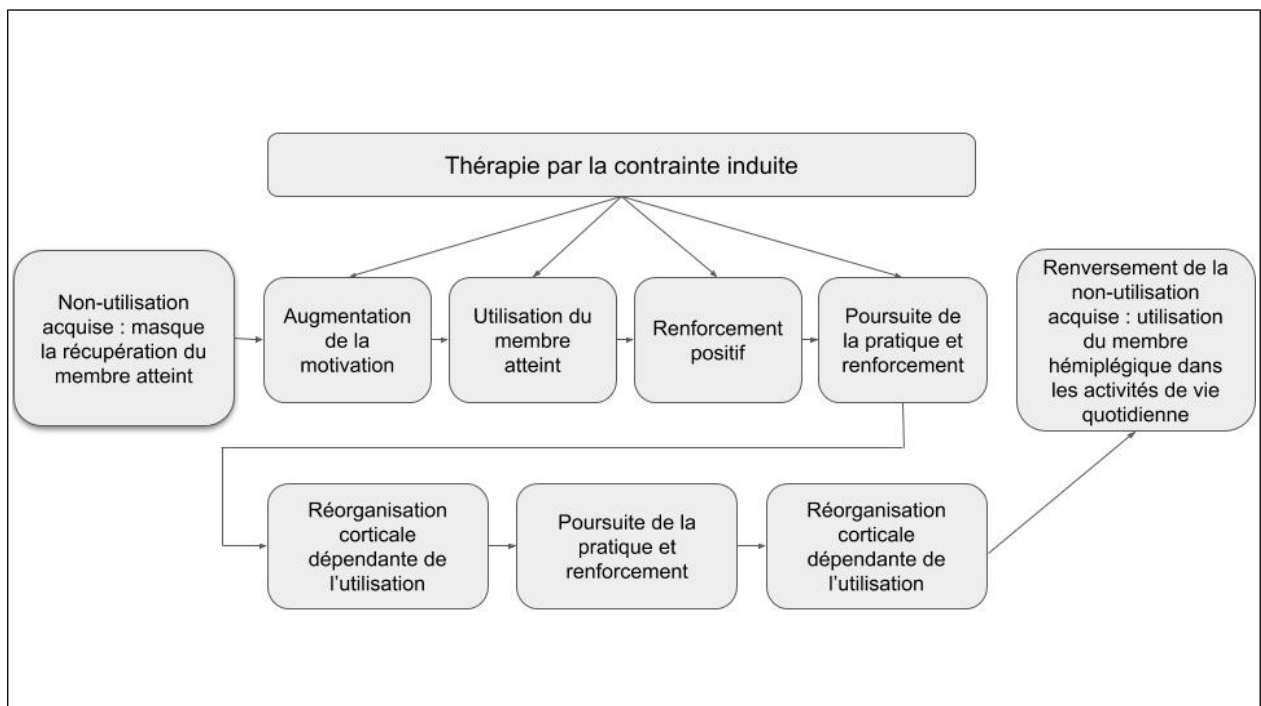 Thérapie par la contrainte induite
Non-utilisation
acquise : masque
la récupération du
membre atteint
Augmentation
de la
motivation
Utilisation du
membre
atteint
Renforcement
positif
Poursuite de
la pratique et
renforcement
Renversement de la
non-utilisation
acquise : utilisation
du membre
hémiplégique dans
les activités de vie
quotidienne
Réorganisation
corticale
dépendante de
l'utilisation
Poursuite de la
pratique et
renforcement
Réorganisation
corticale
dépendante de
l'utilisation